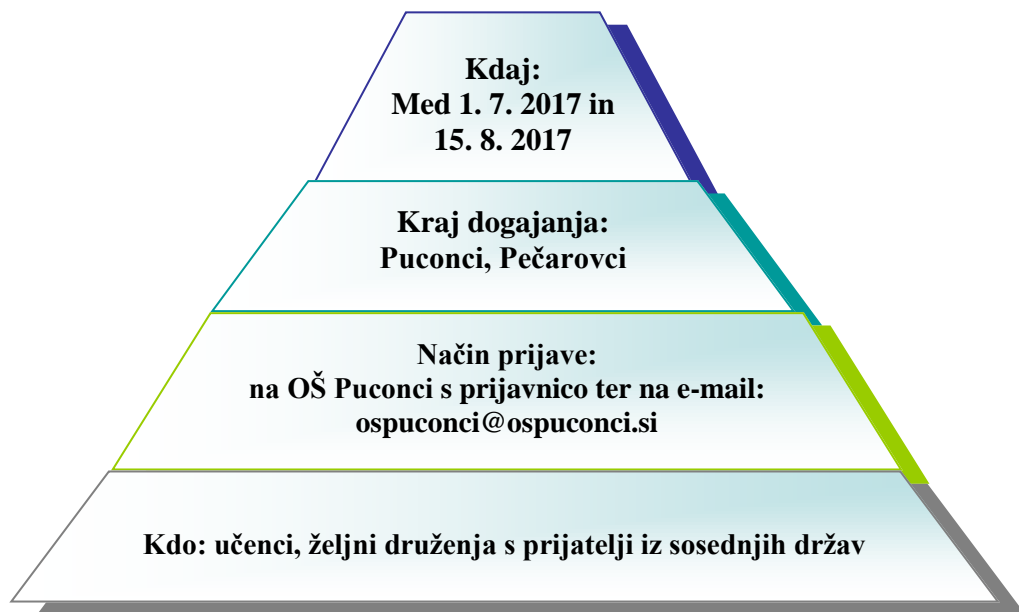 Kdaj:
Med 1. 7. 2017 in
15. 8. 2017
Kraj dogajanja:
Puconci, Pečarovci
Način prijave:
na OŠ Puconci s prijavnico ter na e-mail:
ospuconci@ospuconci.si
Kdo: učenci, željni druženja s prijatelji iz sosednjih držav